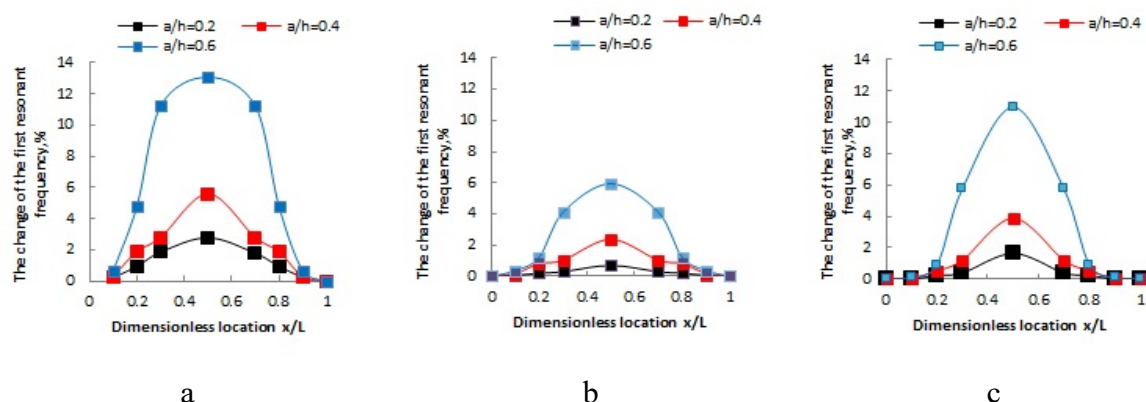 a/h=0.2 a/h=0.4
a/h=0.6
The change of the first resonant
frequency,%
14
12
10
8
6
4
2
0
0 0.2 0.4 0.6 0.8 1
Dimensionless location x/L
a
a/h=0.2 a/h=0.4
a/h=0.6
The change of the first resonant
frequency,%
14
12
10
8
6
4
2
0
0 0.2 0.4 0.6 0.8 1
Dimensionless location x/L
b
a/h=0.2 a/h=0.4
a/h=0.6
The change of the first resonant
frequency,%
14
12
10
8
6
4
2
0
0 0.2 0.4 0.6 0.8 1
Dimensionless location x/L
c